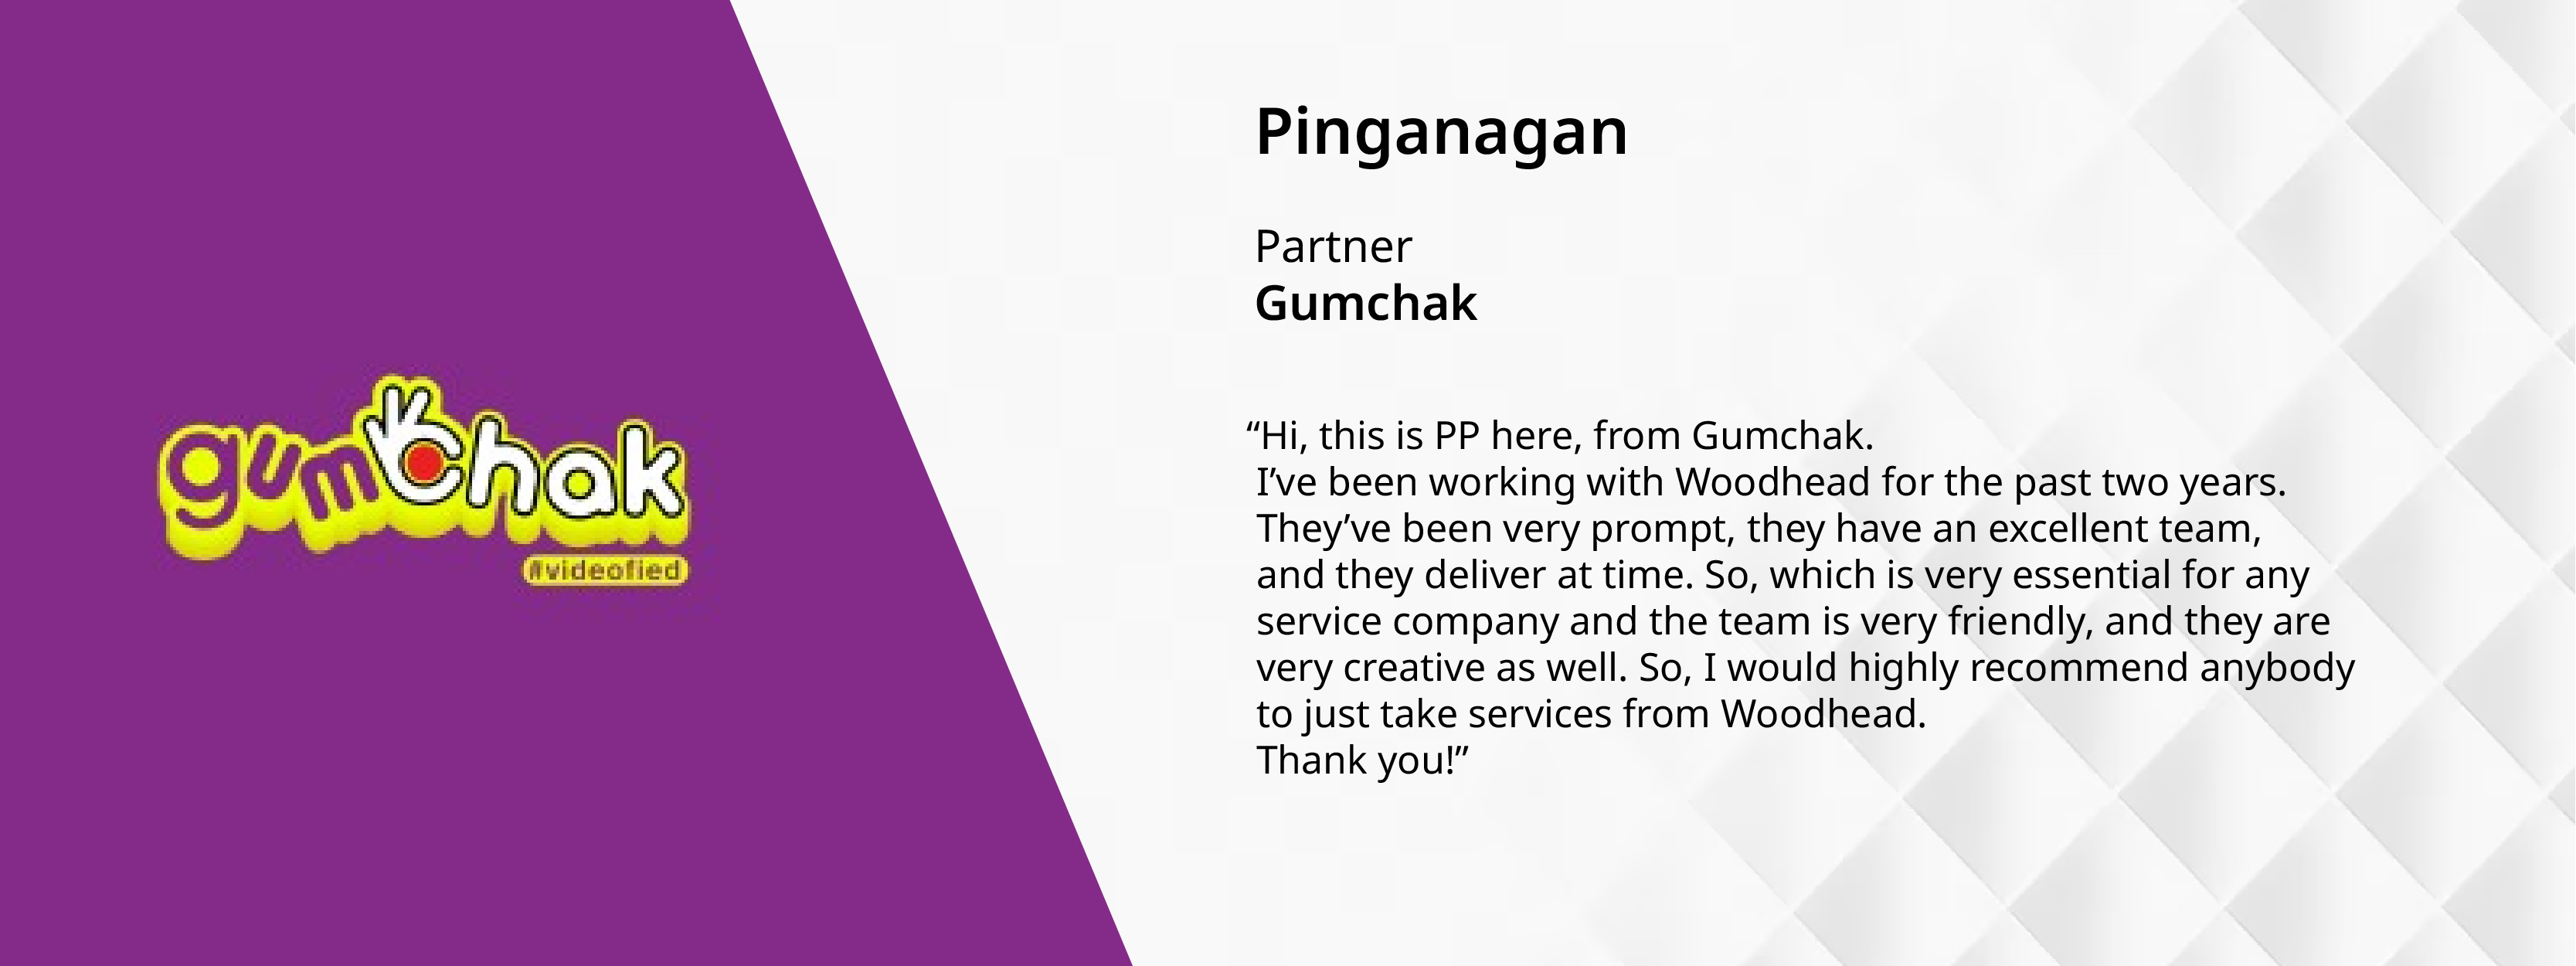 gumchak
#videofied
Pinganagan
Partner
Gumchak
“Hi, this is PP here, from Gumchak.
I’ve been working with Woodhead for the past two years.
They’ve been very prompt, they have an excellent team,
and they deliver at time. So, which is very essential for any
service company and the team is very friendly, and they are
very creative as well. So, I would highly recommend anybody
to just take services from Woodhead.
Thank you!”